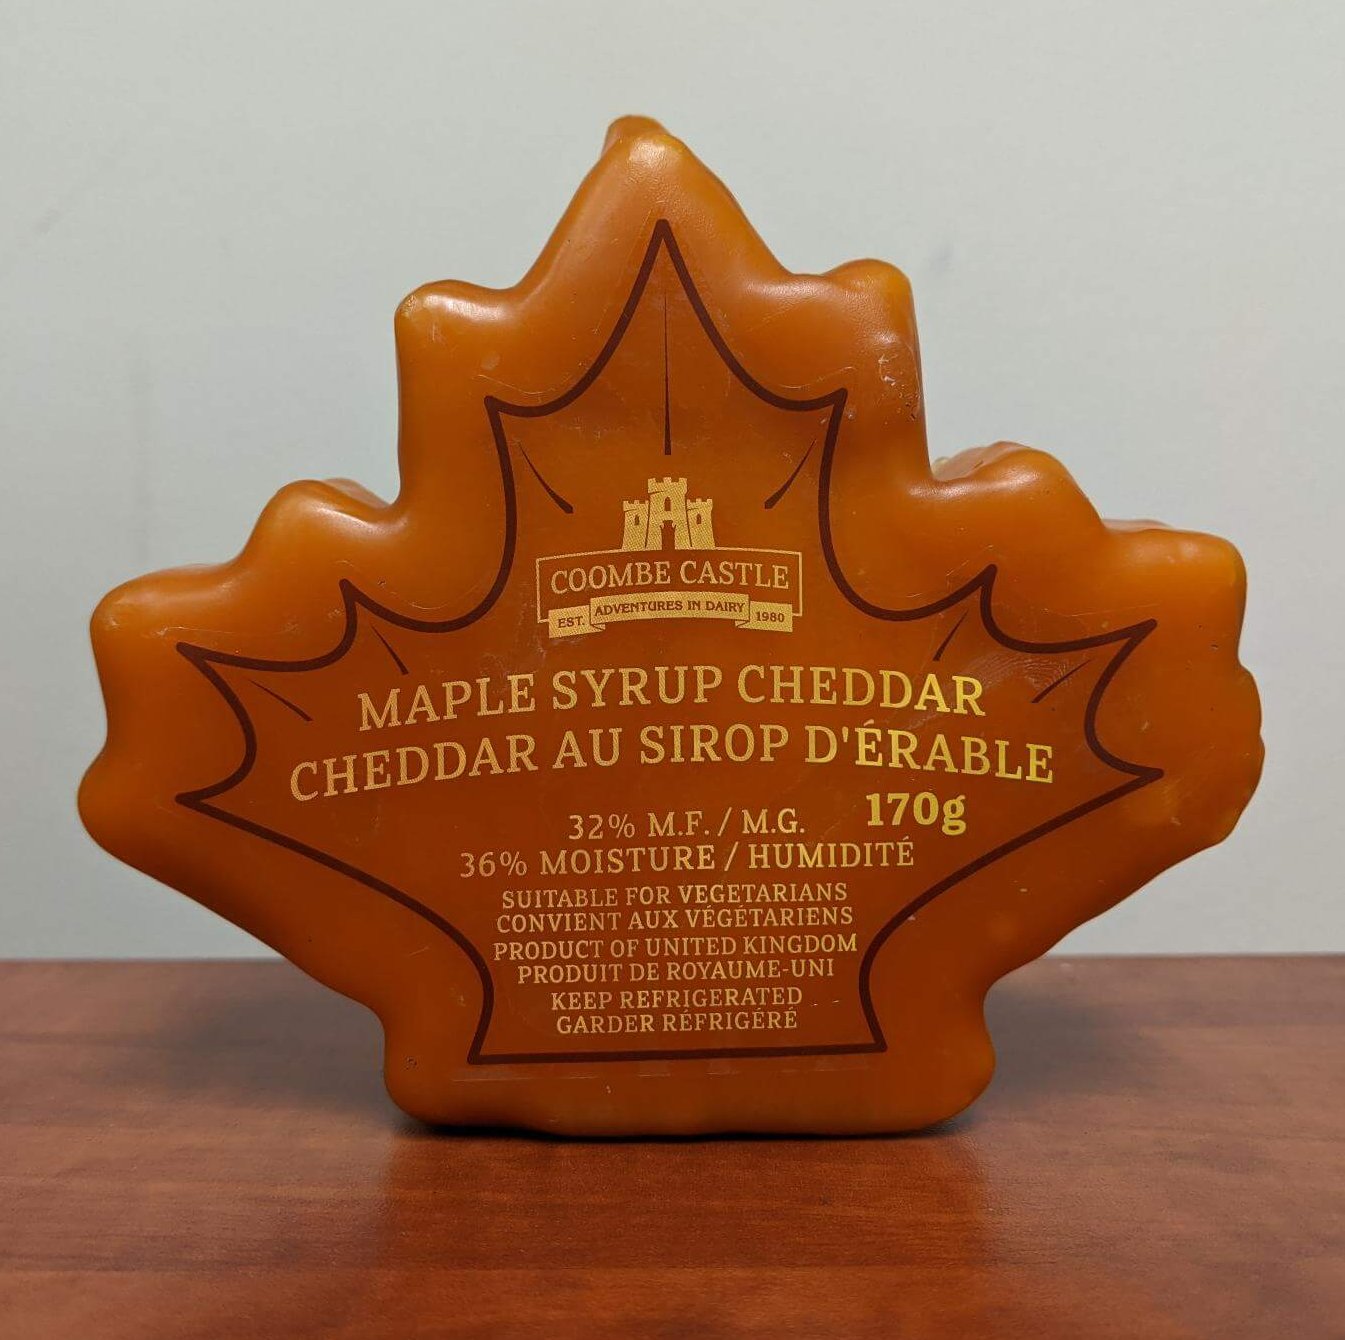 COOMBE CASTLE
EST. ADVENTURES IN DAIRY 1980
MAPLE SYRUP CHEDDAR
CHEDDAR AU SIROP D'ÉRABLE
170g
32% M.F. / M.G.
36% MOISTURE / HUMIDITÉ
SUITABLE FOR VEGETARIANS
CONVIENT AUX VÉGÉTARIENS
PRODUCT OF UNITED KINGDOM
PRODUIT DE ROYAUME-UNI
KEEP REFRIGERATED
GARDER RÉFRIGÉRÉ